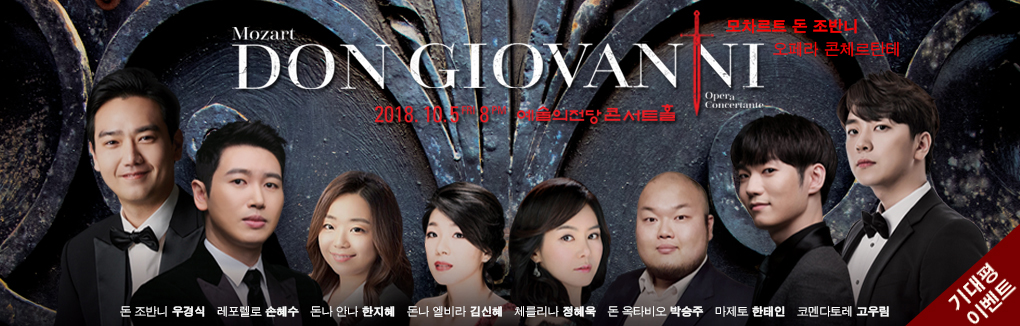 Mozart
DON GIOVANNI
Opera
Concertante
모차르트 돈 조반니
오페라 콘체르탄테
2018. 10. 5 FRI 8PM 예술의전당 콘서트홀
돈 조반니 우경식 레포렐로 손혜수 돈나 안나 한지혜 돈나 엘비라 김신혜 체를리나 정혜욱 돈 옥타비오 박승주 마제토 한태인 코멘다토레 고우림
기대평
이벤트